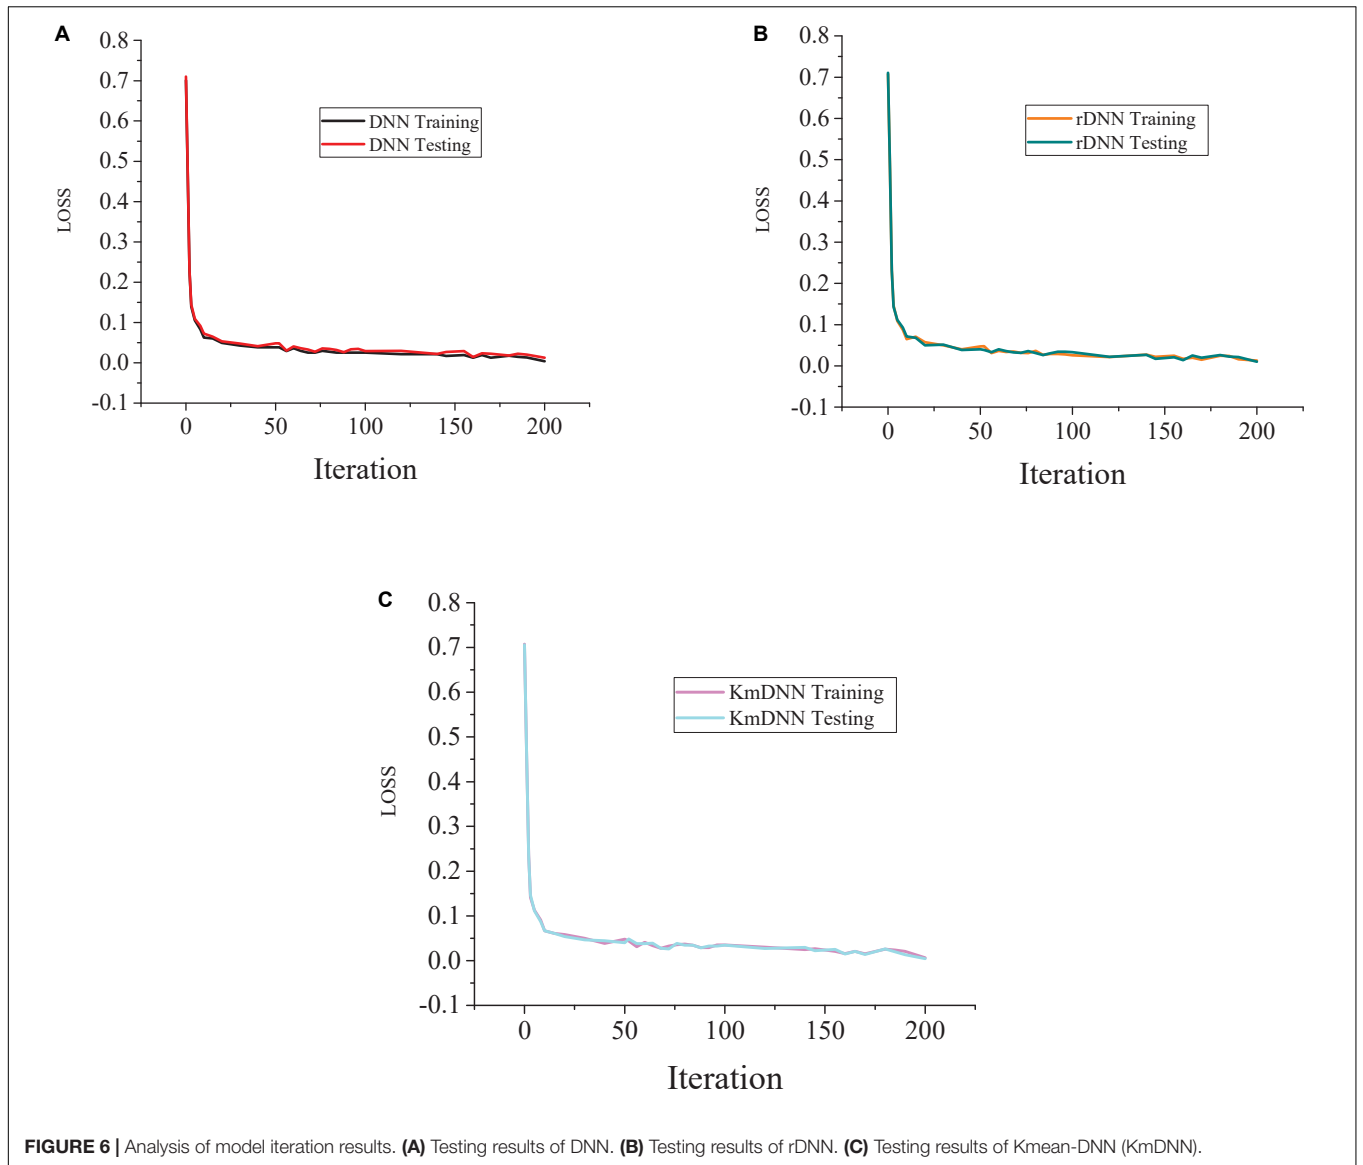 A
0.8
0.7
0.6
0.5
0.4
0.3
0.2
0.1
0.0
-0.1
LOSS
DNN Training
DNN Testing
0 50 100 150 200
Iteration
B
0.8
0.7
0.6
0.5
0.4
0.3
0.2
0.1
0.0
-0.1
LOSS
rDNN Training
rDNN Testing
0 50 100 150 200
Iteration
C
0.8
0.7
0.6
0.5
0.4
0.3
0.2
0.1
0.0
-0.1
LOSS
KmDNN Training
KmDNN Testing
0 50 100 150 200
Iteration
FIGURE 6 | Analysis of model iteration results. (A) Testing results of DNN. (B) Testing results of rDNN. (C) Testing results of Kmean-DNN (KmDNN).